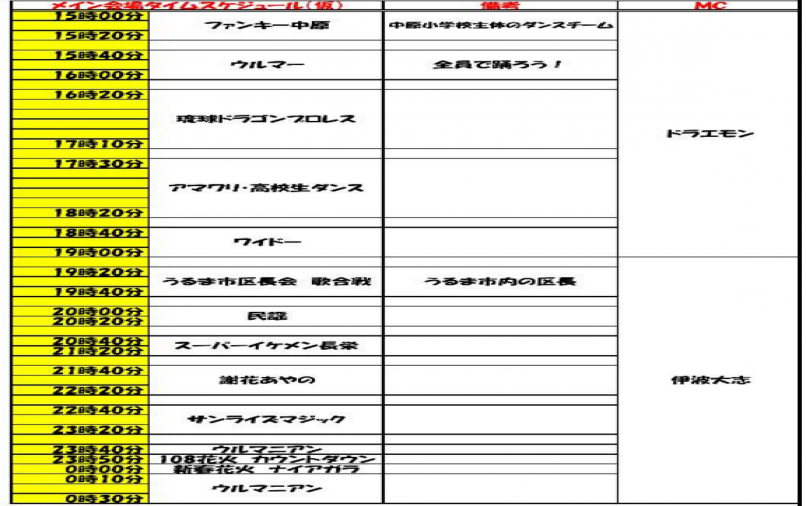 メイン会場タイムスケジュール(仮) 備考 MC
15時00分 ファンキー中原 中原小学校主体のダンスチーム
15時20分
15時40分 ウルマー 全員で踊ろう!
16時00分
16時20分
琉球ドラゴンプロレス
ドラエモン
17時10分
17時30分
アマワリ・高校生ダンス
18時20分
18時40分
ワイドー
19時00分
19時20分
うるま市区長会 歌合戦 うるま市内の区長
19時40分
20時00分
民謡
20時20分
20時40分
スーパーイケメン長栄
21時20分
21時40分
謝花あやの 伊波大志
22時20分
22時40分
サンライズマジック
23時20分
23時40分 ウルマニアン
23時50分 108花火 カウントダウン
0時00分 新春花火 ナイアガラ
0時10分
ウルマニアン
0時30分